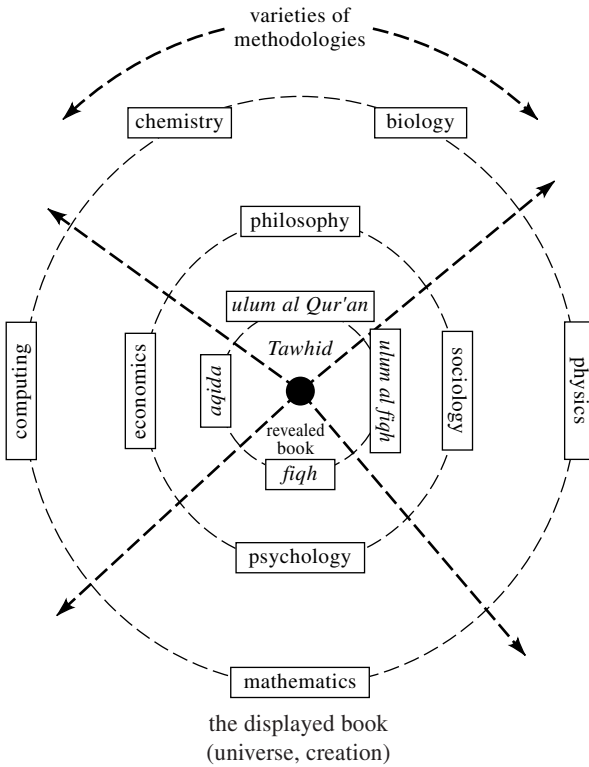 varieties of
methodologies
chemistry
biology
philosophy
ulum al Qur'an
Tawhid
computing
economics
aqida
ulum al fiqh
sociology
physics
revealed
book
fiqh
psychology
mathematics
the displayed book
(universe, creation)